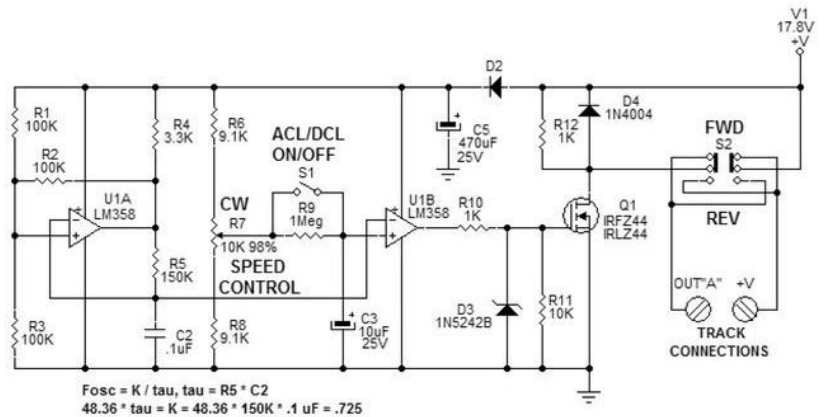 V1
17.8V
+V
D2
R1
100K
R2
100K
R4
3.3K
R6
9.1K
ACL/DCL
ON/OFF
S1
+
C5
470uF
25V
R12
1K
D4
1N4004
FWD
S2
U1A
LM358
CW
R7
10K 98%
R9
1Meg
U1B
LM358
R10
1K
Q1
IRFZ44
IRLZ44
REV
R5
150K
SPEED
CONTROL
OUT"A"
+V
R3
100K
C2
.1uF
R8
9.1K
+
C3
10uF
25V
D3
1N5242B
R11
10K
TRACK
CONNECTIONS
Fosc = K / tau, tau = R5 * C2
48.36 * tau = K = 48.36 * 150K * .1 uF = .725